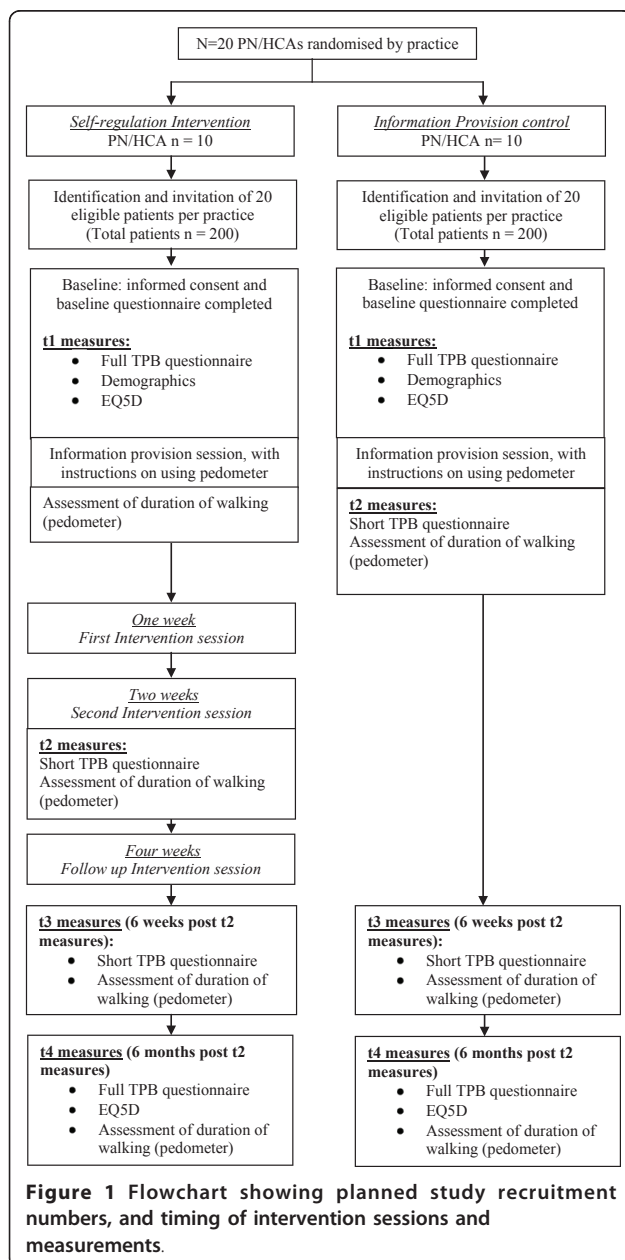 N=20 PN/HCAs randomised by practice
Self-regulation Intervention
PN/HCA n = 10
Identification and invitation of 20
eligible patients per practice
(Total patients n = 200)
Baseline: informed consent and
baseline questionnaire completed
t1 measures:
● Full TPB questionnaire
● Demographics
● EQ5D
Information provision session, with
instructions on using pedometer
Assessment of duration of walking
(pedometer)
One week
First Intervention session
Two weeks
Second Intervention session
t2 measures:
Short TPB questionnaire
Assessment of duration of walking
(pedometer)
Four weeks
Follow up Intervention session
t3 measures (6 weeks post t2
measures):
● Short TPB questionnaire
● Assessment of duration of
walking (pedometer)
t4 measures (6 months post t2
measures)
● Full TPB questionnaire
● EQ5D
● Assessment of duration of
walking (pedometer)
Information Provision control
PN/HCA n= 10
Identification and invitation of 20
eligible patients per practice
(Total patients n = 200)
Baseline: informed consent and
baseline questionnaire completed
t1 measures:
● Full TPB questionnaire
● Demographics
● EQ5D
Information provision session, with
instructions on using pedometer
t2 measures:
Short TPB questionnaire
Assessment of duration of walking
(pedometer)
t3 measures (6 weeks post t2
measures):
● Short TPB questionnaire
● Assessment of duration of
walking (pedometer)
t4 measures (6 months post t2
measures)
● Full TPB questionnaire
● EQ5D
● Assessment of duration of
walking (pedometer)
Figure 1 Flowchart showing planned study recruitment
numbers, and timing of intervention sessions and
measurements.